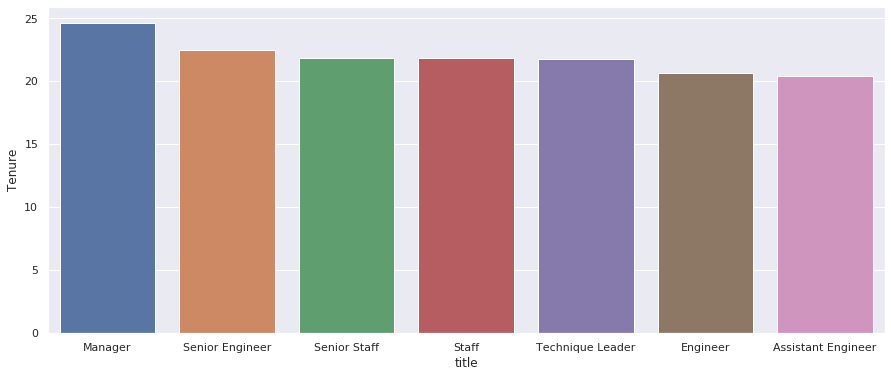 25
20
15
10
5
0
Tenure
Manager
Senior Engineer
Senior Staff
Staff
Technique Leader
Engineer
Assistant Engineer
title